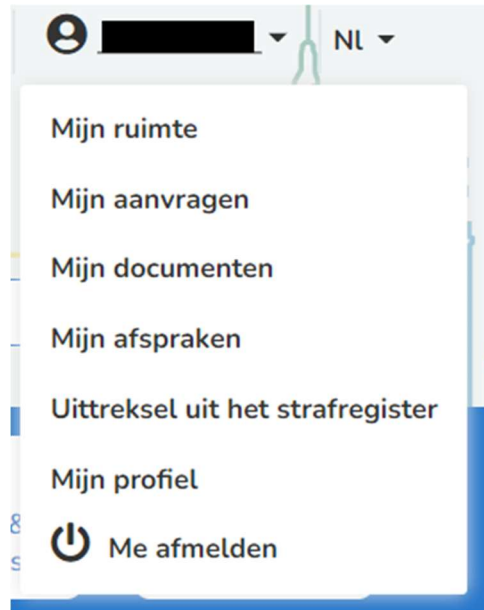 Nl
Mijn ruimte
Mijn aanvragen
Mijn documenten
Mijn afspraken
Uittreksel uit het strafregister
Mijn profiel
&
Me afmelden
s